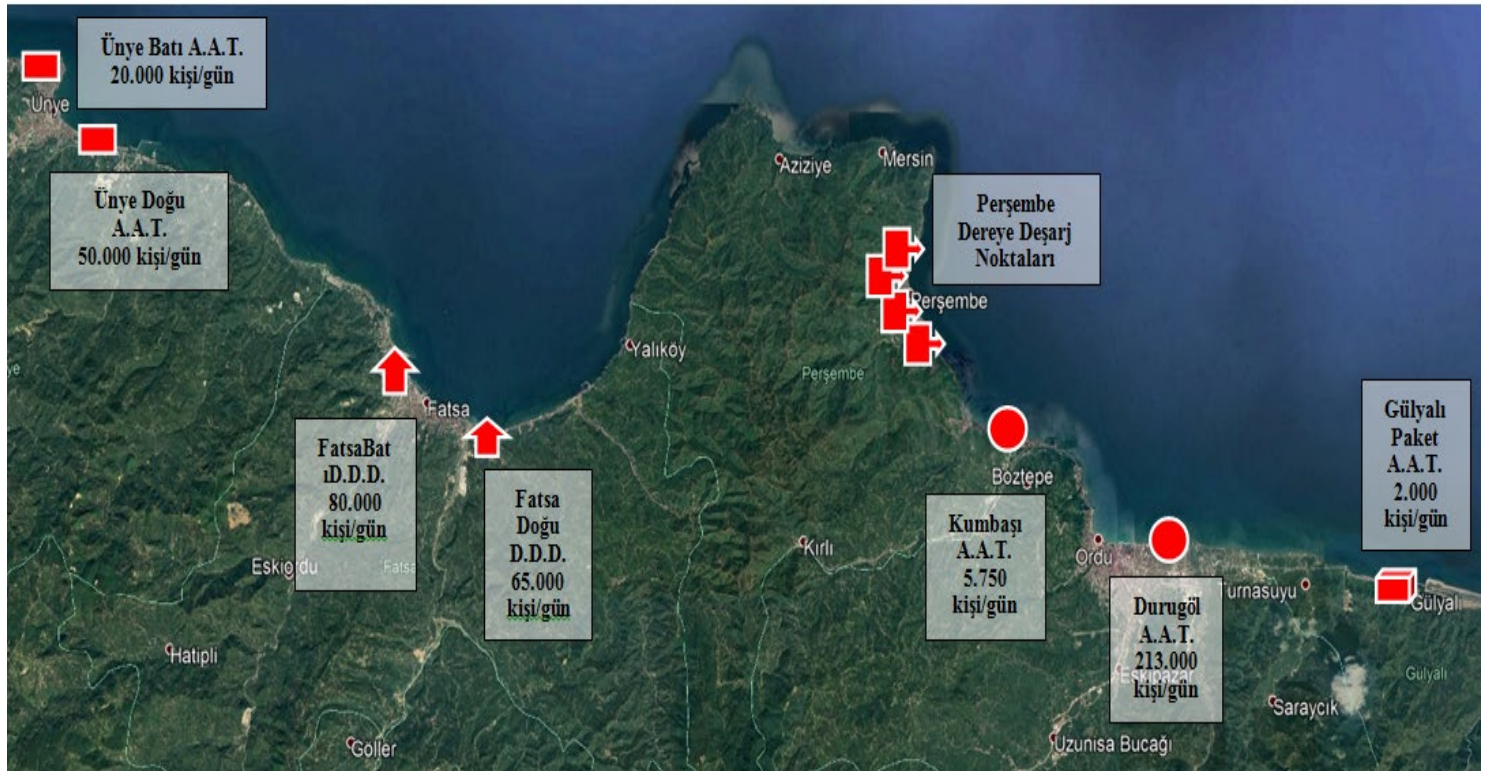 Ünye Batı A.A.T.
20.000 kişi/gün
Ünye
Ünye Doğu
A.A.T.
50.000 kişi/gün
Aziziye
Mersin
Perşembe
Dereye Deşarj
Noktaları
Perşembe
Yalıköy
Perşembe
ye
Fatsa
FatsaBat
ıD.D.D.
80.000
kişi/gün
Fatsa
Doğu
D.D.D.
65.000
kişi/gün
Eskiordu
Fatsa
Hatipli
Göller
Boztepe
Kumbaşı
A.A.T.
5.750
kişi/gün
Kırlı
Ordu
Durugöl
A.A.T.
213.000
kişi/gün
Eskipazar
Uzunisa Bucağı
Turnasuyu
Saraycık
Gülyalı
Paket
A.A.T.
2.000
kişi/gün
Gülyalı
Gülyalı